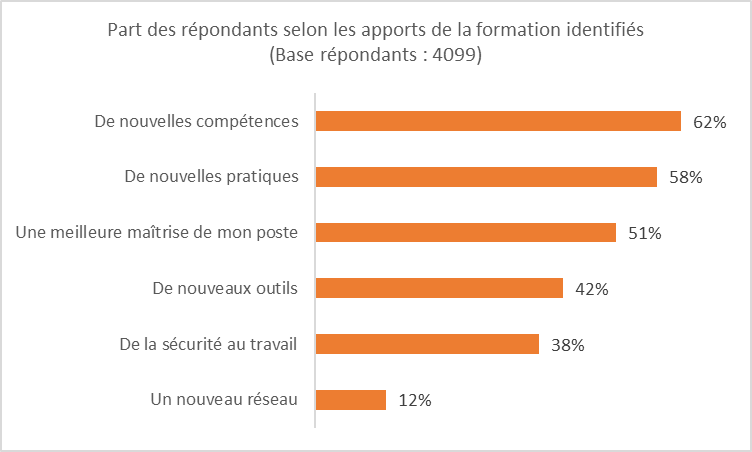 Part des répondants selon les apports de la formation identifiés
(Base répondants : 4099)
De nouvelles compétences 62%
De nouvelles pratiques 58%
Une meilleure maîtrise de mon poste 51%
De nouveaux outils 42%
De la sécurité au travail 38%
Un nouveau réseau 12%